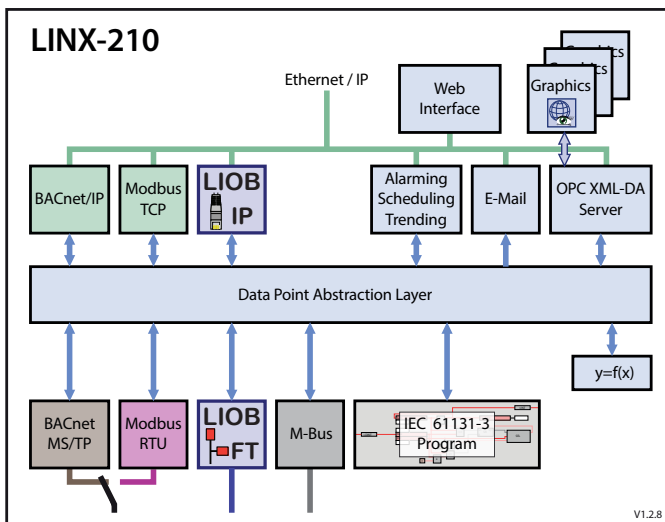 LINX-210
Ethernet / IP
Web
Interface
Graphics
Graphics
Graphics
BACnet/IP
Modbus
TCP
LIOB
IP
Alarming
Scheduling
Trending
E-Mail
OPC XML-DA
Server
Data Point Abstraction Layer
y=f(x)
BACnet
MS/TP
Modbus
RTU
LIOB
FT
M-Bus
IEC 61131-3
Program
V1.2.8